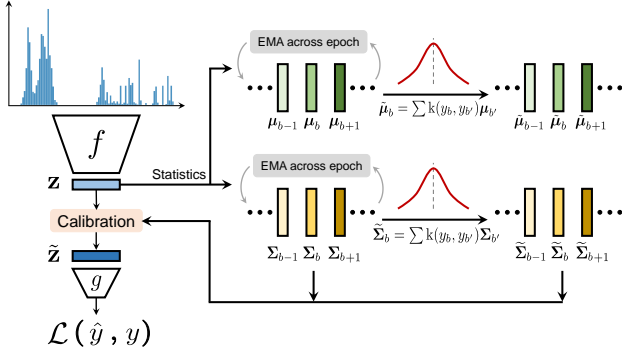 EMA across epoch
μ_{b-1} μ_b μ_{b+1}
μ̃_b = ∑ k(y_b, y_{b'})μ_{b'}
μ̃_{b-1} μ̃_b μ̃_{b+1}
f
z
Statistics
EMA across epoch
Calibration
Σ_{b-1} Σ_b Σ_{b+1}
Σ̃_b = ∑ k(y_b, y_{b'})Σ_{b'}
Σ̃_{b-1} Σ̃_b Σ̃_{b+1}
z̃
g
ℒ(ŷ, y)